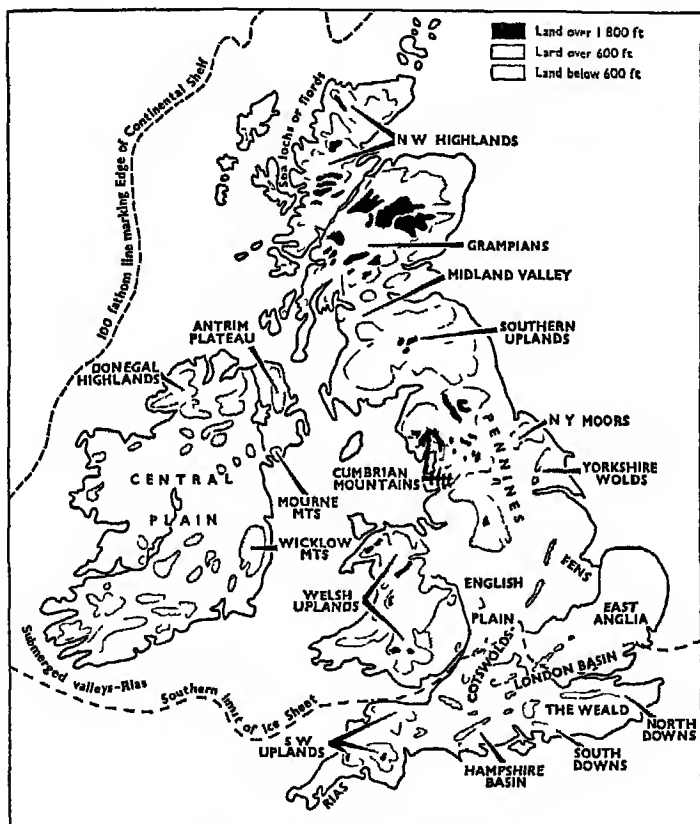 Land over 1 800 ft
Land over 600 ft
Land below 600 ft
100 fathom line marking Edge of Continental Shelf
Sea lochs or fiords
N W HIGHLANDS
GRAMPIANS
MIDLAND VALLEY
ANTRIM
PLATEAU
SOUTHERN
UPLANDS
DONEGAL
HIGHLANDS
N Y MOORS
PENNINES
CENTRAL
PLAIN
CUMBRIAN
MOUNTAINS
YORKSHIRE
WOLDS
MOURNE
MTS
WICKLOW
MTS
WELSH
UPLANDS
ENGLISH
PLAIN
FENS
EAST
ANGLIA
COTSWOLDS
LONDON BASIN
Submerged valleys-Rias
Southern limit of Ice Sheet
THE WEALD
S W
UPLANDS
NORTH
DOWNS
SOUTH
DOWNS
HAMPSHIRE
BASIN
RIAS